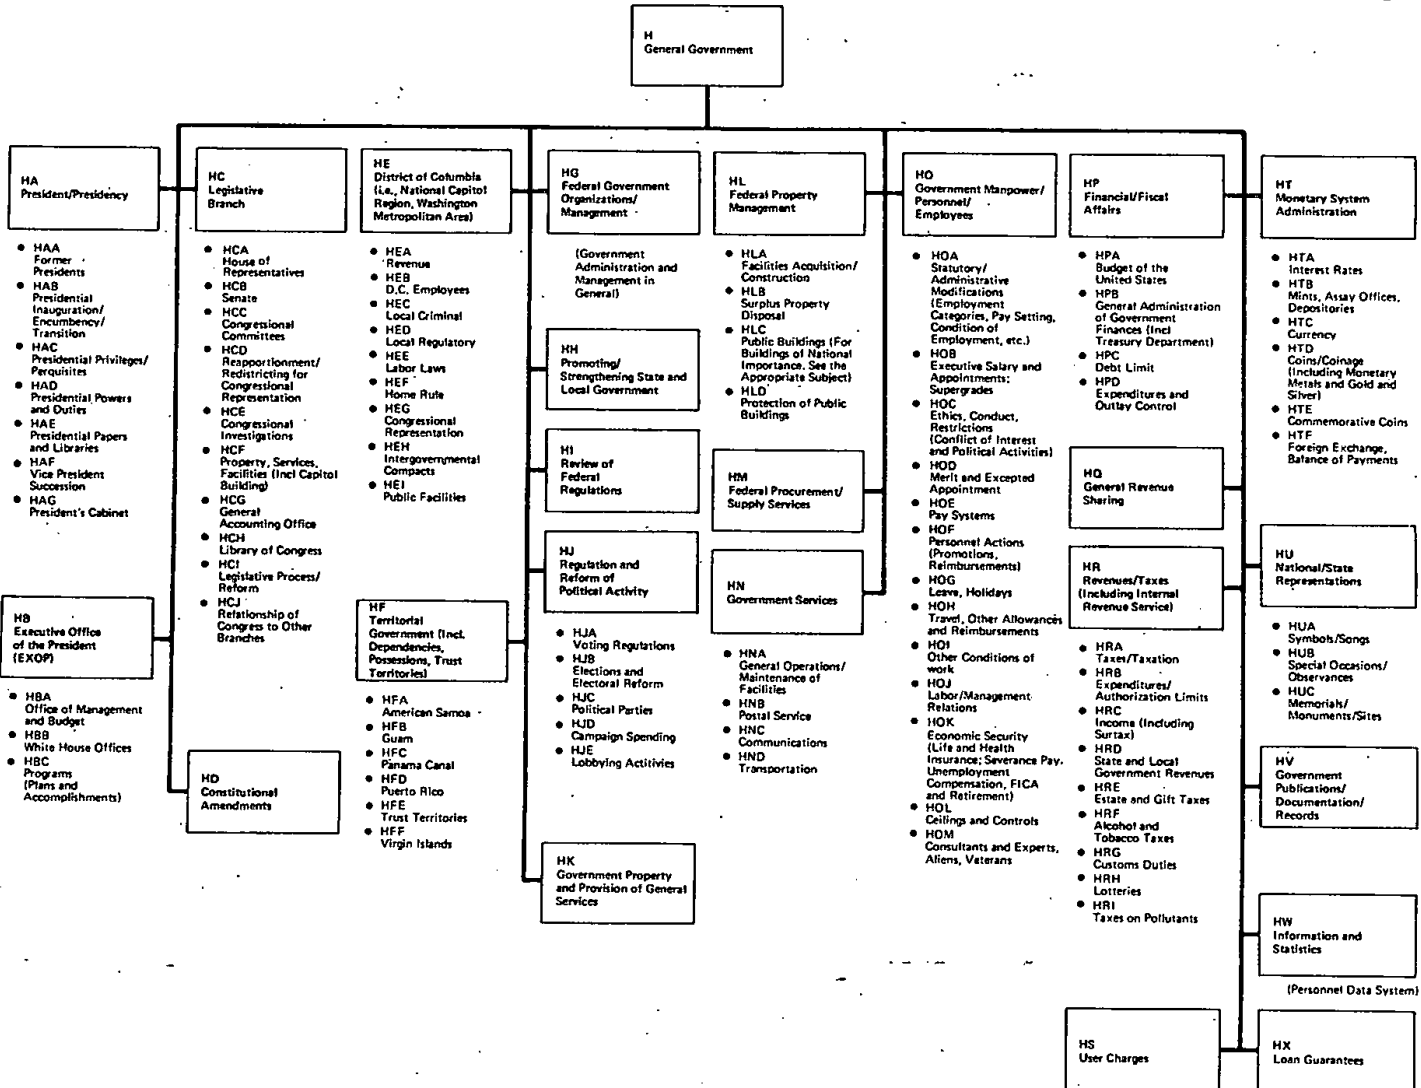 H
General Government
HA
President/Presidency
HAA
Former
Presidents
HAB
Presidential
Inauguration/
Encumbency/
Transition
HAC
Presidential Privileges/
Perquisites
HAD
Presidential Powers
and Duties
HAE
Presidential Papers
and Libraries
HAF
Vice President
Succession
HAG
President's Cabinet
HB
Executive Office
of the President
(EXOP)
HBA
Office of Management
and Budget
HBB
White House Offices
HBC
Programs
(Plans and
Accomplishments)
HC
Legislative
Branch
HCA
House of
Representatives
HCB
Senate
HCC
Congressional
Committees
HCD
Reapportionment/
Redistricting for
Congressional
Representation
HCE
Congressional
Investigations
HCF
Property, Services,
Facilities (Incl Capitol
Building)
HCG
General
Accounting Office
HCH
Library of Congress
HCI
Legislative Process/
Reform
HCJ
Relationship of
Congress to Other
Branches
HD
Constitutional
Amendments
HE
District of Columbia
(i.e., National Capitol
Region, Washington
Metropolitan Area)
HEA
Revenue
HEB
D.C. Employees
HEC
Local Criminal
HED
Local Regulatory
HEE
Labor Laws
HEF
Home Rule
HEG
Congressional
Representation
HEH
Intergovernmental
Compacts
HEI
Public Facilities
HF
Territorial
Government (Incl.
Dependencies,
Possessions, Trust
Territories)
HFA
American Samoa
HFB
Guam
HFC
Panama Canal
HFD
Puerto Rico
HFE
Trust Territories
HFF
Virgin Islands
HG
Federal Government
Organizations/
Management
(Government
Administration and
Management in
General)
HH
Promoting/
Strengthening State and
Local Government
HI
Review of
Federal
Regulations
HJ
Regulation and
Reform of
Political Activity
HJA
Voting Regulations
HJB
Elections and
Electoral Reform
HJC
Political Parties
HJD
Campaign Spending
HJE
Lobbying Actitivies
HK
Government Property
and Provision of General
Services
HL
Federal Property
Management
HLA
Facilities Acquisition/
Construction
HLB
Surplus Property
Disposal
HLC
Public Buildings (For
Buildings of National
Importance. See the
Appropriate Subject)
HLD
Protection of Public
Buildings
HM
Federal Procurement/
Supply Services
HN
Government Services
HNA
General Operations/
Maintenance of
Facilities
HNB
Postal Service
HNC
Communications
HND
Transportation
HO
Government Manpower/
Personnel/
Employees
HOA
Statutory/
Administrative
Modifications
(Employment
Categories, Pay Setting,
Condition of
Employment, etc.)
HOB
Executive Salary and
Appointments;
Supergrades
HOC
Ethics, Conduct,
Restrictions
(Conflict of Interest
and Political Activities)
HOD
Merit and Excepted
Appointment
HOE
Pay Systems
HOF
Personnel Actions
(Promotions,
Reimbursements)
HOG
Leave, Holidays
HOH
Travel, Other Allowances
and Reimbursements
HOI
Other Conditions of
work
HOJ
Labor/Management
Relations
HOK
Economic Security
(Life and Health
Insurance; Severance Pay,
Unemployment
Compensation, FICA
and Retirement)
HOL
Ceilings and Controls
HOM
Consultants and Experts,
Aliens, Veterans
HP
Financial/Fiscal
Affairs
HPA
Budget of the
United States
HPB
General Administration
of Government
Finances (Incl
Treasury Department)
HPC
Debt Limit
HPD
Expenditures and
Outlay Control
HQ
General Revenue
Sharing
HR
Revenues/Taxes
(Including Internal
Revenue Service)
HRA
Taxes/Taxation
HRB
Expenditures/
Authorization Limits
HRC
Income (Including
Surtax)
HRD
State and Local
Government Revenues
HRE
Estate and Gift Taxes
HRF
Alcohol and
Tobacco Taxes
HRG
Customs Duties
HRH
Lotteries
HRI
Taxes on Pollutants
HS
User Charges
HT
Monetary System
Administration
HTA
Interest Rates
HTB
Mints, Assay Offices,
Depositories
HTC
Currency
HTD
Coins/Coinage
(Including Monetary
Metals and Gold and
Silver)
HTE
Commemorative Coins
HTF
Foreign Exchange,
Balance of Payments
HU
National/State
Representations
HUA
Symbols/Songs
HUB
Special Occasions/
Observances
HUC
Memorials/
Monuments/Sites
HV
Government
Publications/
Documentation/
Records
HW
Information and
Statistics
(Personnel Data System)
HX
Loan Guarantees